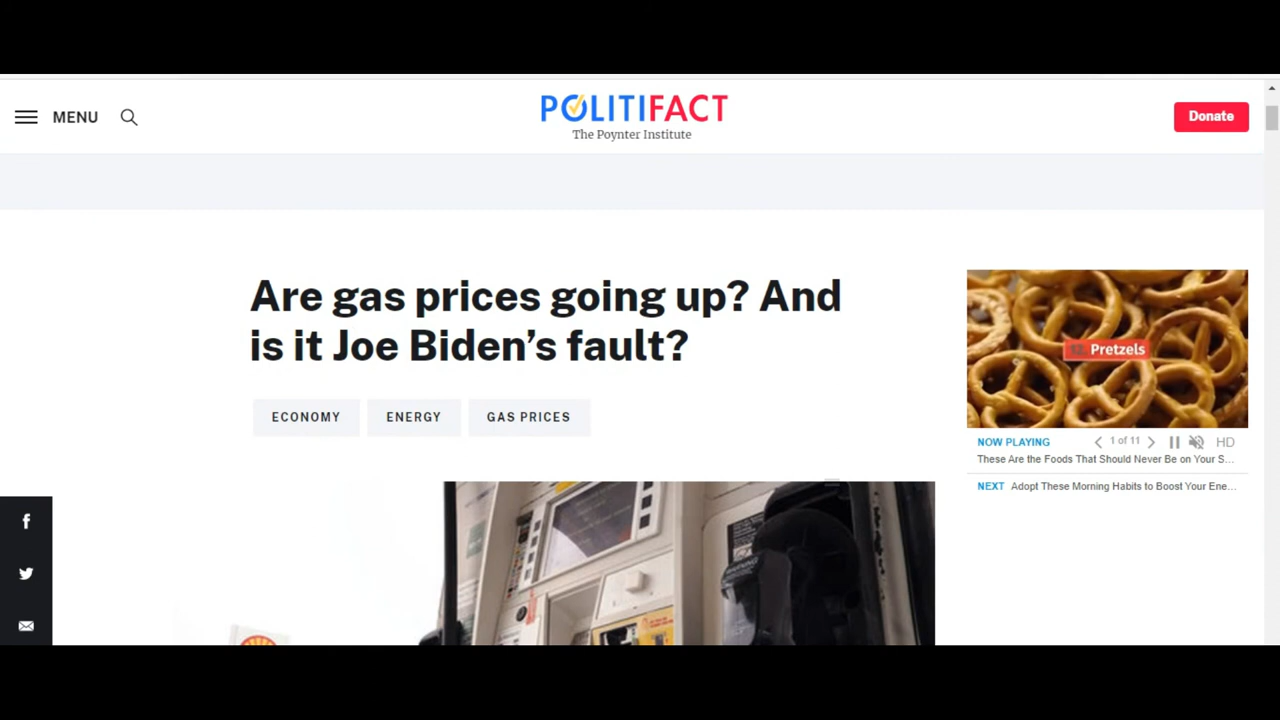 MENU
POLITIFACT
The Poynter Institute
Donate
Are gas prices going up? And
is it Joe Biden's fault?
ECONOMY
ENERGY
GAS PRICES
12. Pretzels
NOW PLAYING
1 of 11
HD
These Are the Foods That Should Never Be on Your S...
NEXT Adopt These Morning Habits to Boost Your Ene...
f